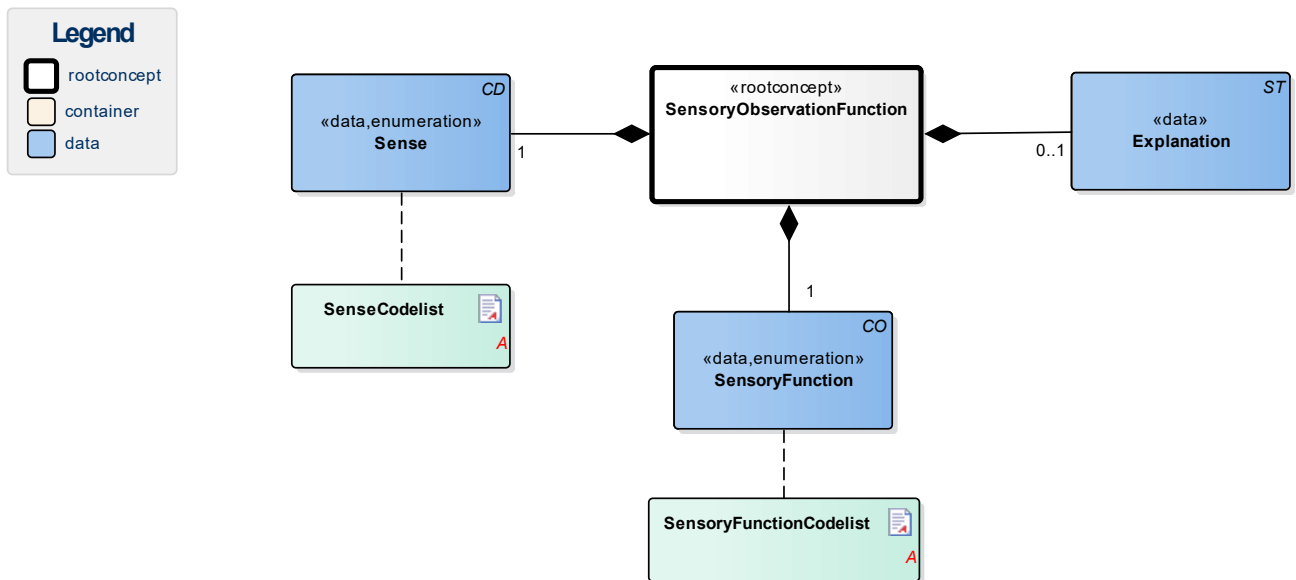 Legend
rootconcept
container
data
CD
«data,enumeration»
Sense
1
«rootconcept»
SensoryObservationFunction
ST
«data»
Explanation
0..1
SenseCodelist
A
1
CO
«data,enumeration»
SensoryFunction
SensoryFunctionCodelist
A